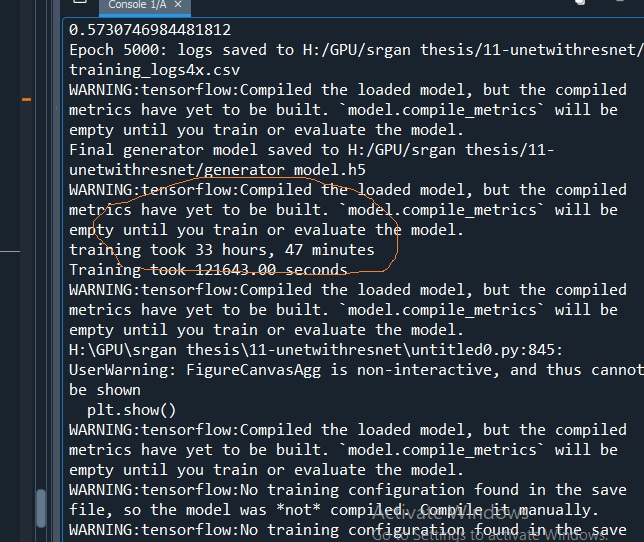 Console 1/A ✕
0.5730746984481812
Epoch 5000: logs saved to H:/GPU/srgan thesis/11-unetwithresnet/
training_logs4x.csv
WARNING:tensorflow:Compiled the loaded model, but the compiled
metrics have yet to be built. `model.compile_metrics` will be
empty until you train or evaluate the model.
Final generator model saved to H:/GPU/srgan thesis/11-
unetwithresnet/generator_model.h5
WARNING:tensorflow:Compiled the loaded model, but the compiled
metrics have yet to be built. `model.compile_metrics` will be
empty until you train or evaluate the model.
training took 33 hours, 47 minutes
Training took 121643.00 seconds
WARNING:tensorflow:Compiled the loaded model, but the compiled
metrics have yet to be built. `model.compile_metrics` will be
empty until you train or evaluate the model.
H:\GPU\srgan thesis\11-unetwithresnet\untitled0.py:845:
UserWarning: FigureCanvasAgg is non-interactive, and thus cannot
be shown
  plt.show()
WARNING:tensorflow:Compiled the loaded model, but the compiled
metrics have yet to be built. `model.compile_metrics` will be
empty until you train or evaluate the model.
WARNING:tensorflow:No training configuration found in the save
file, so the model was *not* compiled. Compile it manually.
WARNING:tensorflow:No training configuration found in the save
Activate Windows
Go to Settings to activate Windows.